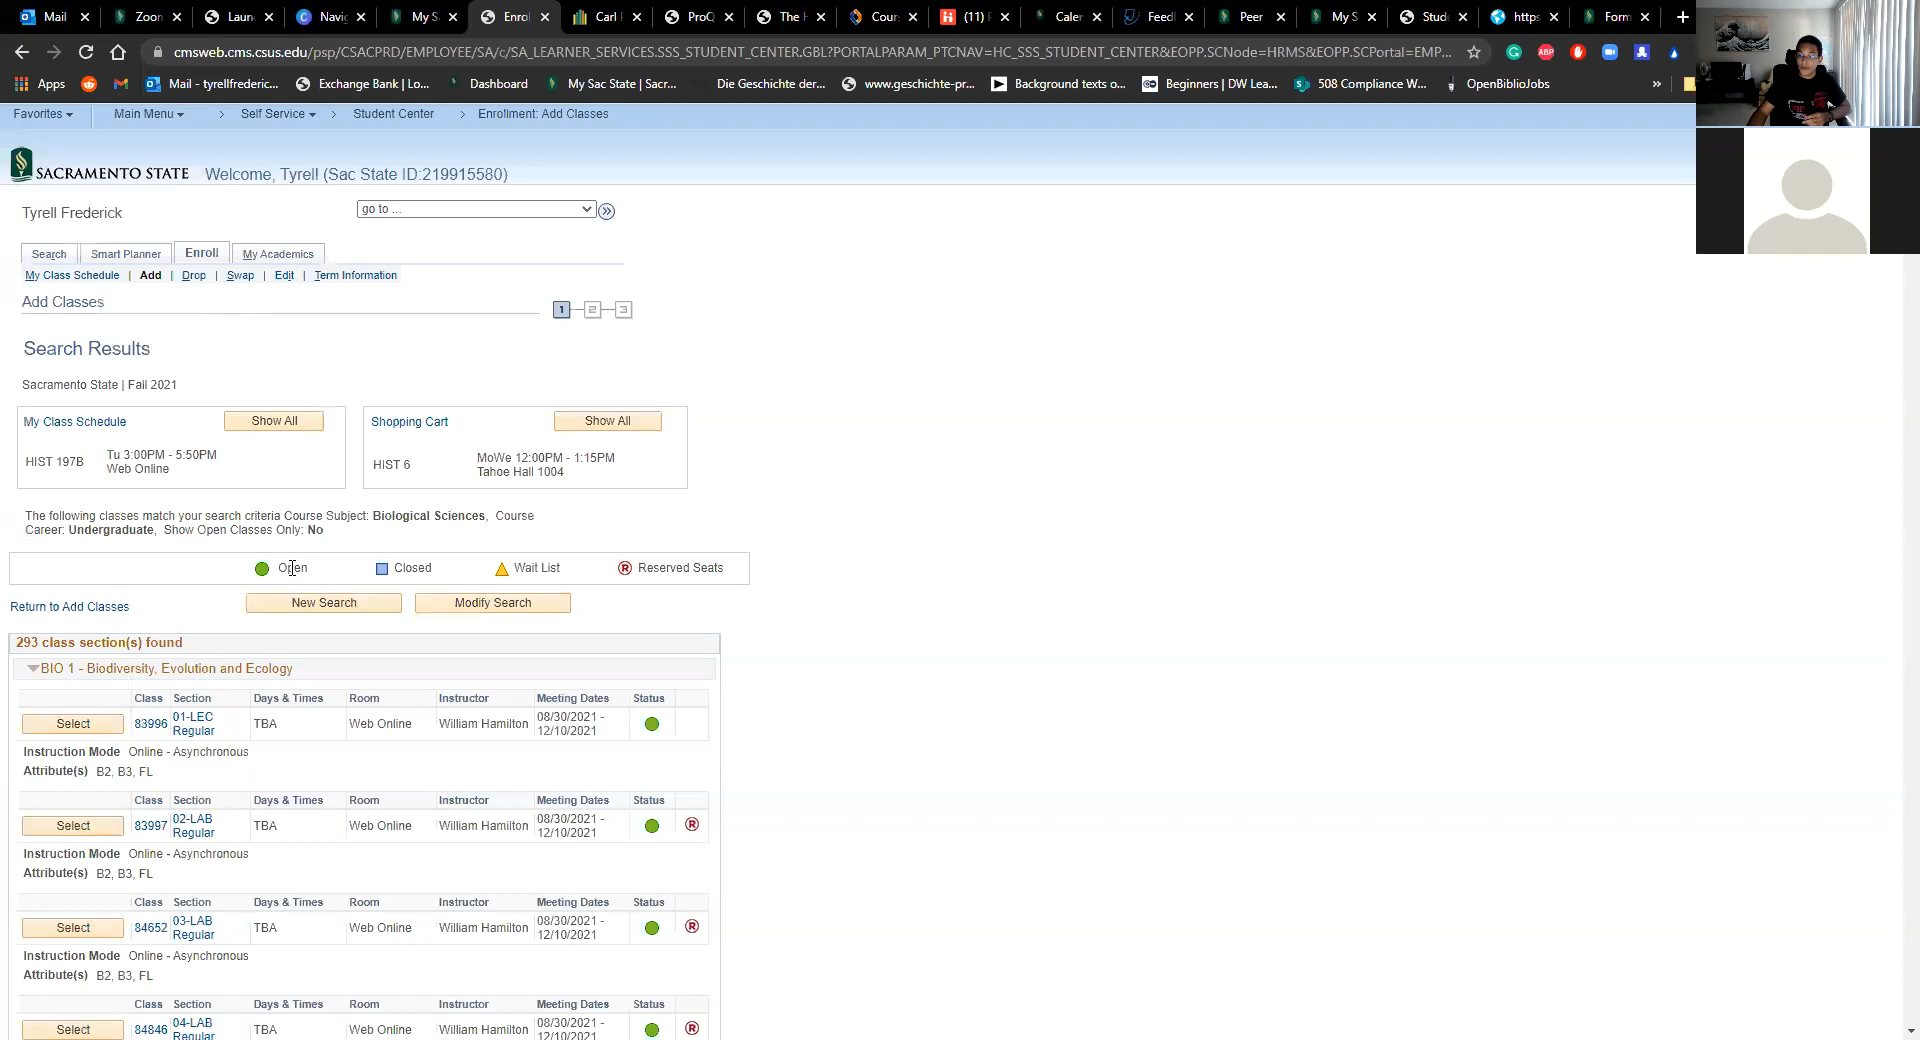 Mail Zoon Laun Navig My S Enrol Carl F ProQ The H Cours (11) F Caler Feedl Peer My S Stud https Form
cmsweb.cms.csus.edu/psp/CSACPRD/EMPLOYEE/SA/c/SA_LEARNER_SERVICES.SSS_STUDENT_CENTER.GBL?PORTALPARAM_PTCNAV=HC_SSS_STUDENT_CENTER&EOPP.SCNode=HRMS&EOPP.SCPortal=EMP...
Apps Mail - tyrellfrederic... Exchange Bank | Lo... Dashboard My Sac State | Sacr... Die Geschichte der... www.geschichte-pr... Background texts o... Beginners | DW Lea... 508 Compliance W... OpenBiblioJobs »
Favorites Main Menu > Self Service > Student Center > Enrollment: Add Classes
SACRAMENTO STATE Welcome, Tyrell (Sac State ID:219915580)
Tyrell Frederick go to ...
Search Smart Planner Enroll My Academics
My Class Schedule | Add | Drop | Swap | Edit | Term Information
Add Classes 1 2 3
Search Results
Sacramento State | Fall 2021
My Class Schedule Show All Shopping Cart Show All
HIST 197B Tu 3:00PM - 5:50PM HIST 6 MoWe 12:00PM - 1:15PM
Web Online Tahoe Hall 1004
The following classes match your search criteria Course Subject: Biological Sciences, Course
Career: Undergraduate, Show Open Classes Only: No
Open Closed Wait List R Reserved Seats
Return to Add Classes New Search Modify Search
293 class section(s) found
BIO 1 - Biodiversity, Evolution and Ecology
Class Section Days & Times Room Instructor Meeting Dates Status
Select 83996 01-LEC TBA Web Online William Hamilton 08/30/2021 -
Regular 12/10/2021
Instruction Mode Online - Asynchronous
Attribute(s) B2, B3, FL
Class Section Days & Times Room Instructor Meeting Dates Status
Select 83997 02-LAB TBA Web Online William Hamilton 08/30/2021 - R
Regular 12/10/2021
Instruction Mode Online - Asynchronous
Attribute(s) B2, B3, FL
Class Section Days & Times Room Instructor Meeting Dates Status
Select 84652 03-LAB TBA Web Online William Hamilton 08/30/2021 - R
Regular 12/10/2021
Instruction Mode Online - Asynchronous
Attribute(s) B2, B3, FL
Class Section Days & Times Room Instructor Meeting Dates Status
Select 84846 04-LAB TBA Web Online William Hamilton 08/30/2021 - R
Regular 12/10/2021